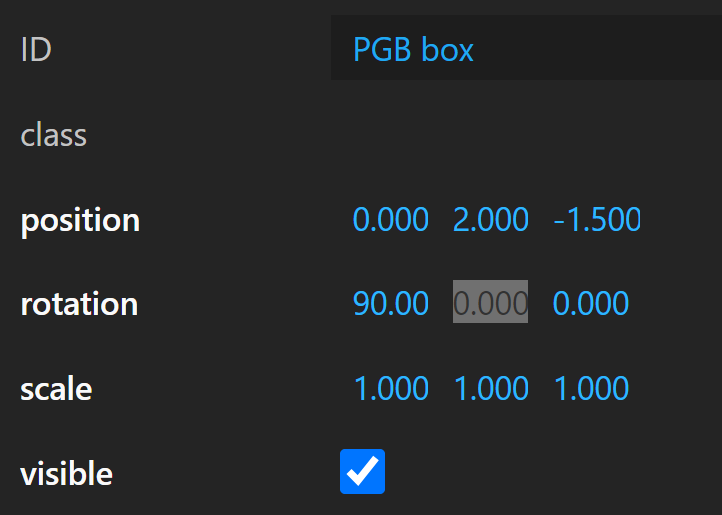 ID PGB box
class
position 0.000 2.000 -1.500
rotation 90.00 0.000 0.000
scale 1.000 1.000 1.000
visible